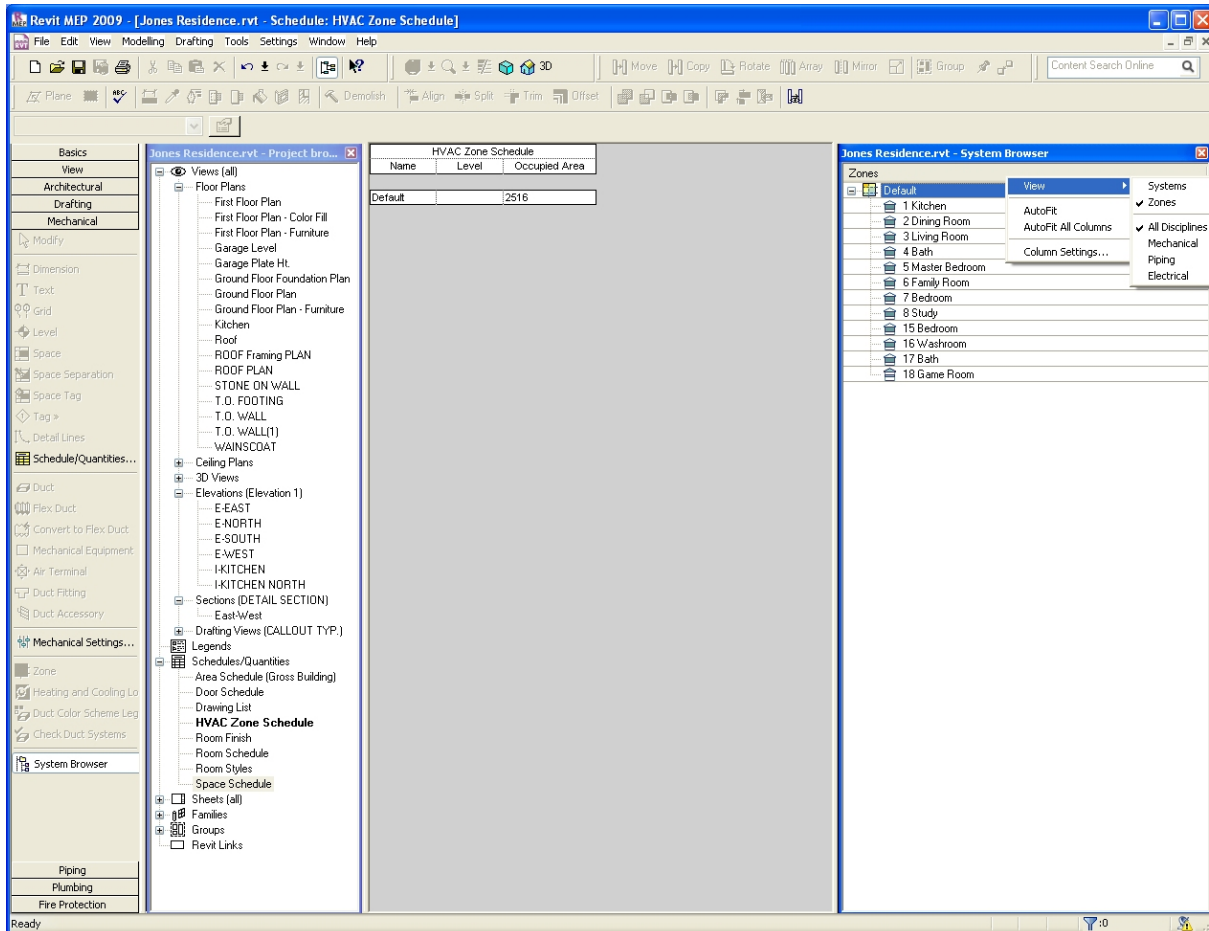 Revit MEP 2009 - [Jones Residence.rvt - Schedule: HVAC Zone Schedule]
File Edit View Modelling Drafting Tools Settings Window Help
3D Move Copy Rotate Array Mirror Group Content Search Online
Plane Demolish Align Split Trim Offset
Basics
View
Architectural
Drafting
Mechanical
Modify
Dimension
Text
Grid
Level
Space
Space Separation
Space Tag
Tag »
Detail Lines
Schedule/Quantities...
Duct
Flex Duct
Convert to Flex Duct
Mechanical Equipment
Air Terminal
Duct Fitting
Duct Accessory
Mechanical Settings...
Zone
Heating and Cooling Lo
Duct Color Scheme Leg
Check Duct Systems
System Browser
Piping
Plumbing
Fire Protection
Jones Residence.rvt - Project bro...
Views (all)
Floor Plans
First Floor Plan
First Floor Plan - Color Fill
First Floor Plan - Furniture
Garage Level
Garage Plate Ht.
Ground Floor Foundation Plan
Ground Floor Plan
Ground Floor Plan - Furniture
Kitchen
Roof
ROOF Framing PLAN
ROOF PLAN
STONE ON WALL
T.O. FOOTING
T.O. WALL
T.O. WALL(1)
WAINSCOAT
Ceiling Plans
3D Views
Elevations (Elevation 1)
E-EAST
E-NORTH
E-SOUTH
E-WEST
I-KITCHEN
I-KITCHEN NORTH
Sections (DETAIL SECTION)
East-West
Drafting Views (CALLOUT TYP.)
Legends
Schedules/Quantities
Area Schedule (Gross Building)
Door Schedule
Drawing List
HVAC Zone Schedule
Room Finish
Room Schedule
Room Styles
Space Schedule
Sheets (all)
Families
Groups
Revit Links
HVAC Zone Schedule
Name Level Occupied Area
Default 2516
Jones Residence.rvt - System Browser
Zones
Default
1 Kitchen
2 Dining Room
3 Living Room
4 Bath
5 Master Bedroom
6 Family Room
7 Bedroom
8 Study
15 Bedroom
16 Washroom
17 Bath
18 Game Room
View
AutoFit
AutoFit All Columns
Column Settings...
Systems
Zones
All Disciplines
Mechanical
Piping
Electrical
Ready
:0